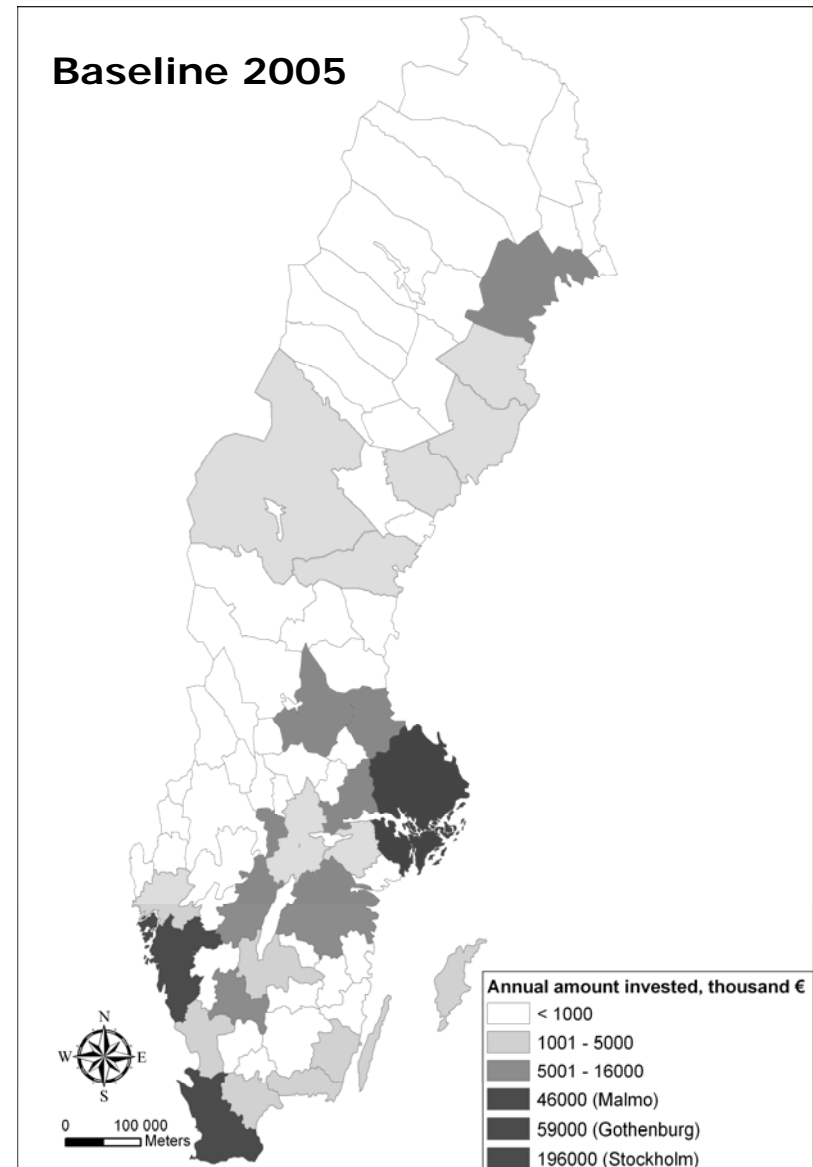 Baseline 2005
Annual amount invested, thousand €
< 1000
1001 - 5000
5001 - 16000
46000 (Malmo)
59000 (Gothenburg)
196000 (Stockholm)
N
W E
S
0 100 000
Meters